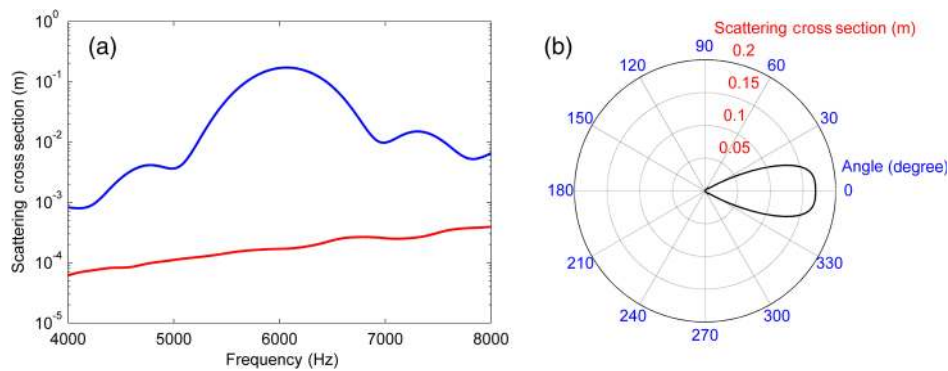 (a)
Scattering cross section (m)
10^0
10^-1
10^-2
10^-3
10^-4
10^-5
4000 5000 6000 7000 8000
Frequency (Hz)
(b)
Scattering cross section (m)
90
0.2
120 60
0.15
150 0.1 30
0.05
Angle (degree)
180 0
210 330
240 300
270